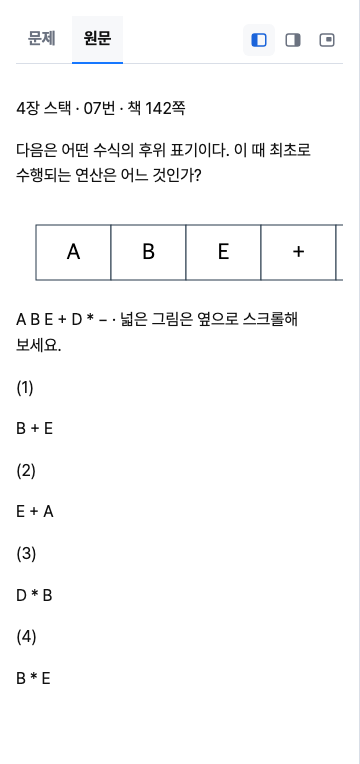 문제 원문
4장 스택 · 07번 · 책 142쪽
다음은 어떤 수식의 후위 표기이다. 이 때 최초로
수행되는 연산은 어느 것인가?
A B E +
A B E + D * − · 넓은 그림은 옆으로 스크롤해
보세요.
(1)
B + E
(2)
E + A
(3)
D * B
(4)
B * E